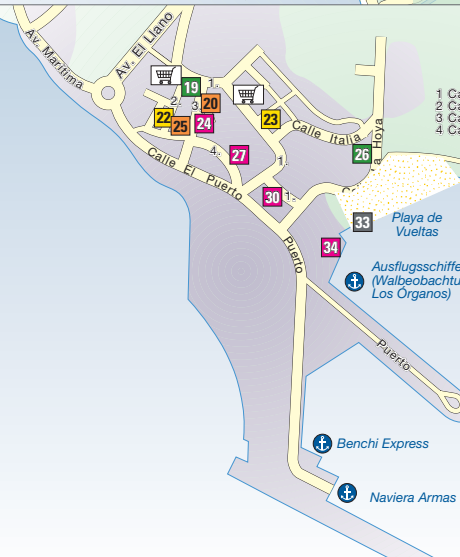 Av. Marítima
Av. El Llano
19
1.
2.
3.
20
22
25
24
23
1 Ca
2 Ca
3 Ca
4 Ca
Calle Italia
Hoya
26
4.
27
1.
Calle El Puerto
30
1.
33
Playa de
Vueltas
34
Puerto
Ausflugsschiffe
(Walbeobachtu
Los Órganos)
Puerto
Benchi Express
Naviera Armas